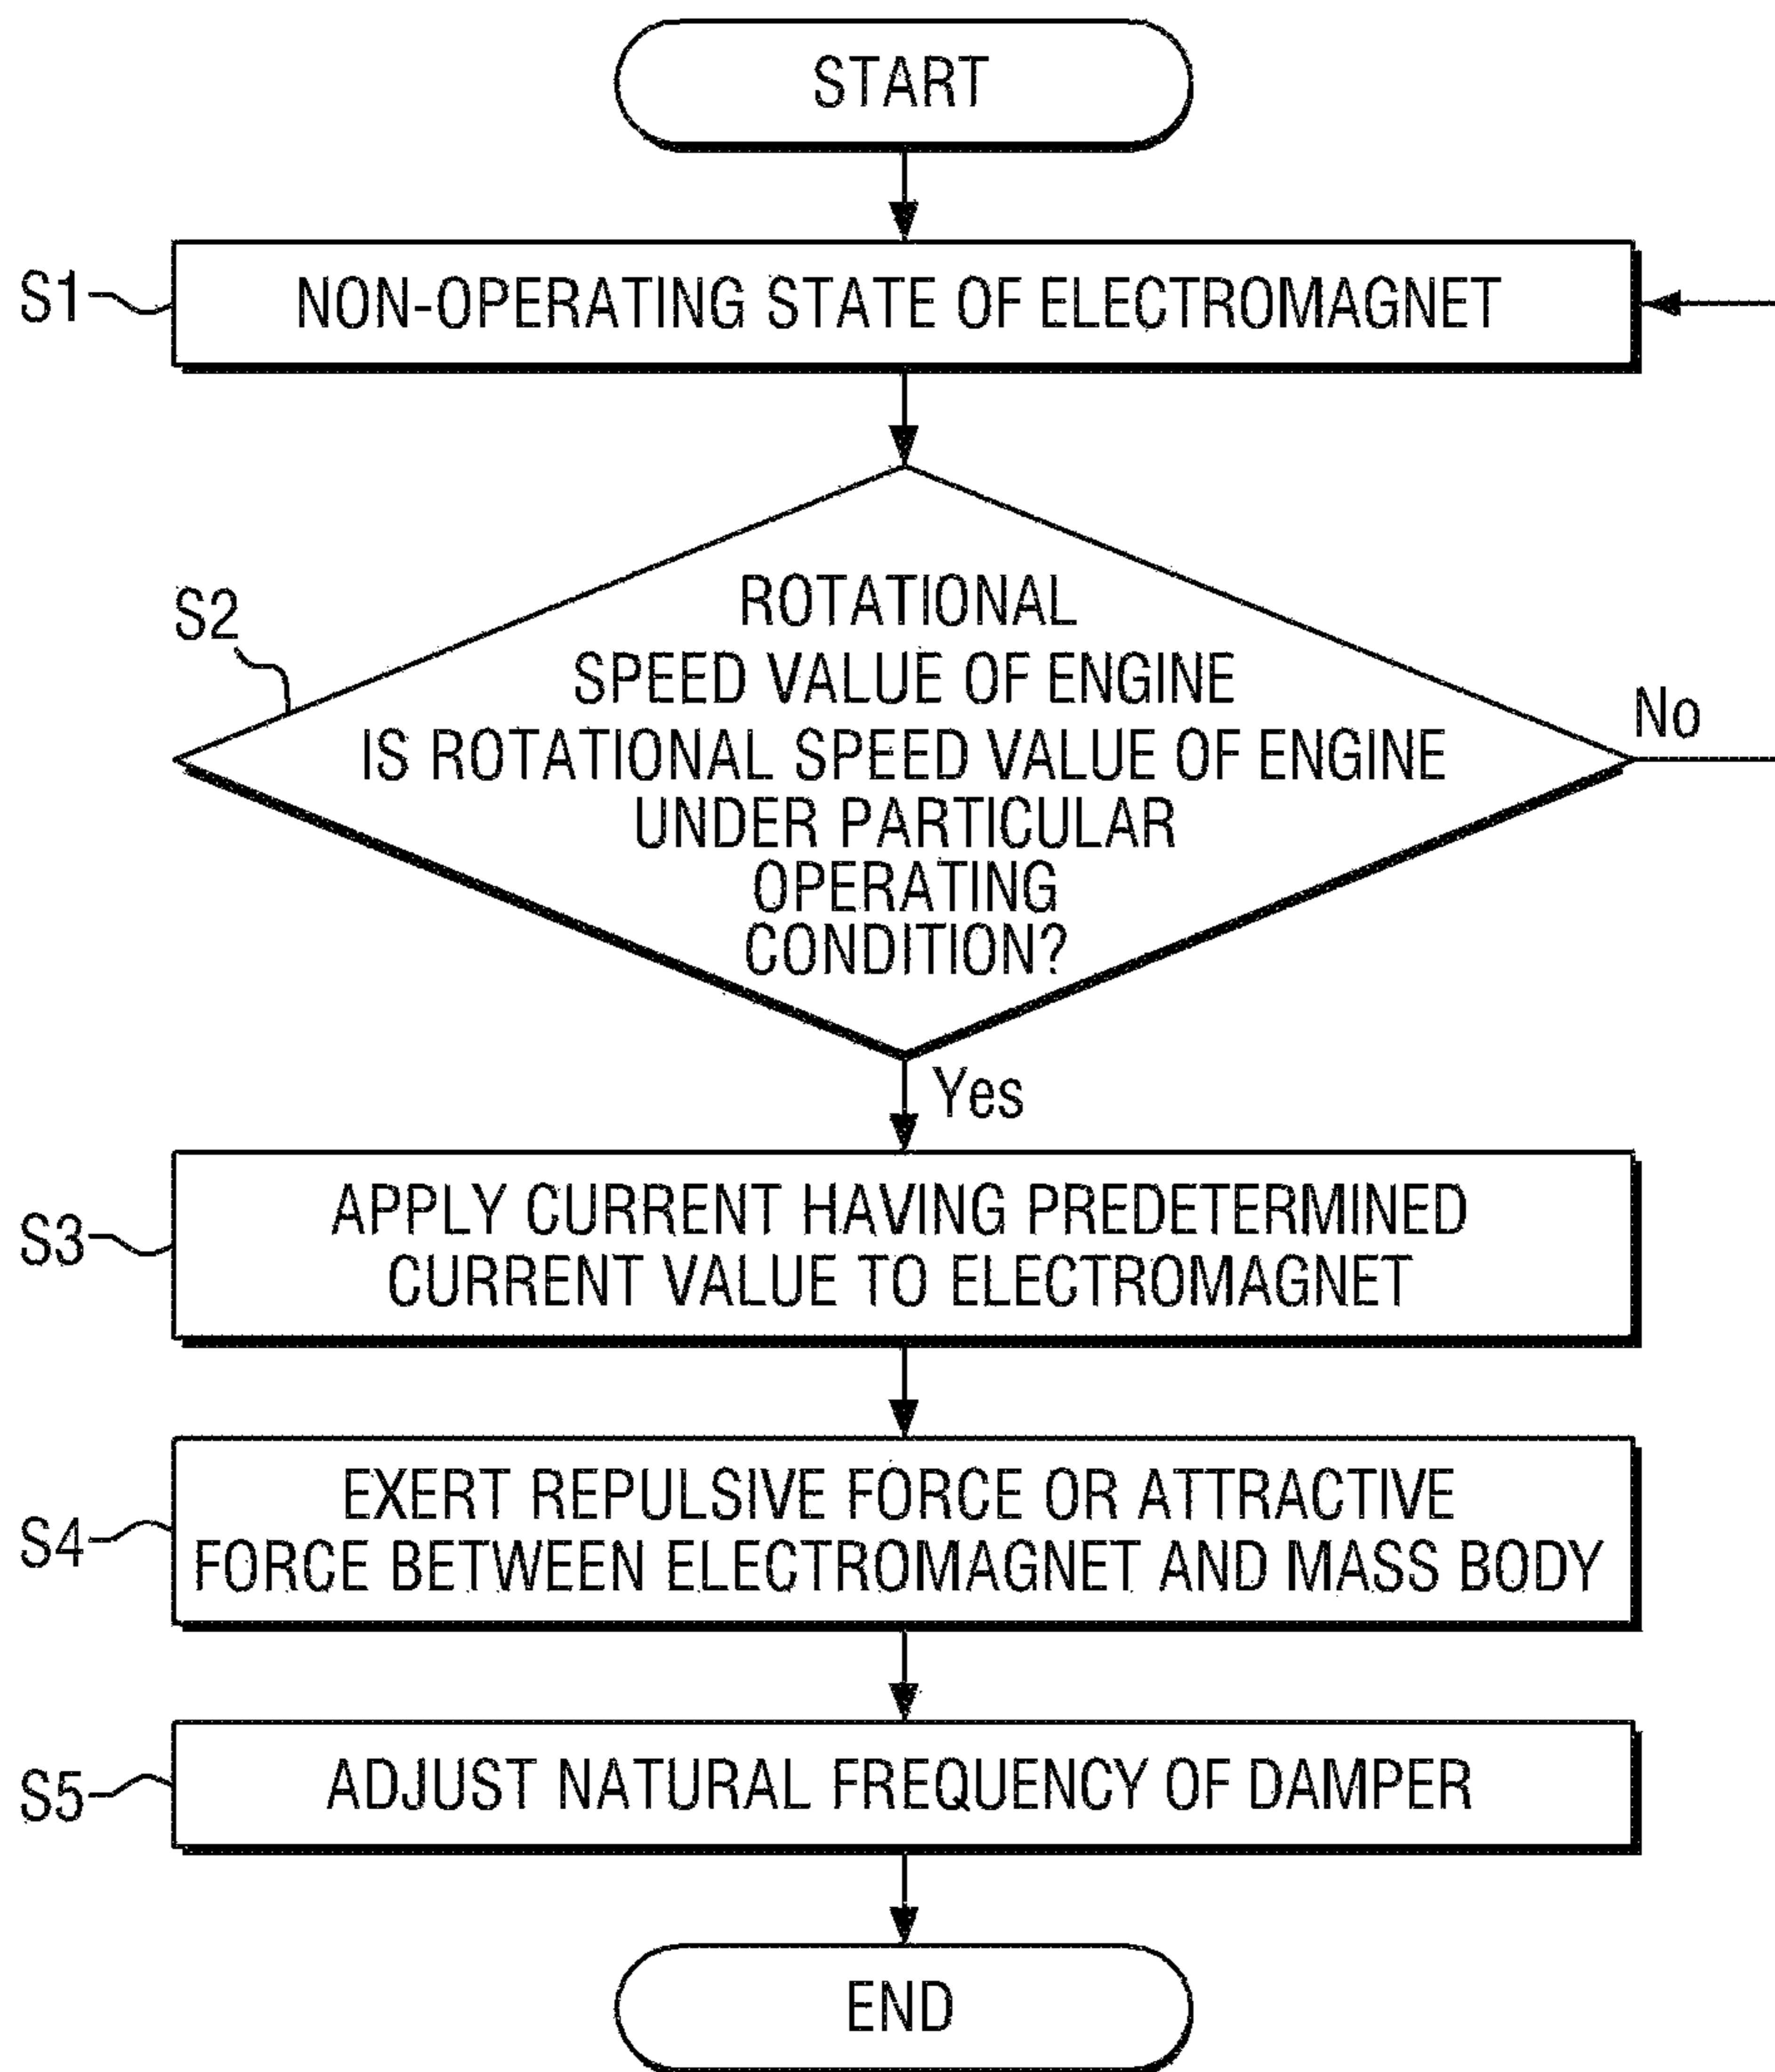 START
S1
NON-OPERATING STATE OF ELECTROMAGNET
S2
ROTATIONAL
SPEED VALUE OF ENGINE
IS ROTATIONAL SPEED VALUE OF ENGINE
UNDER PARTICULAR
OPERATING
CONDITION?
No
Yes
S3
APPLY CURRENT HAVING PREDETERMINED
CURRENT VALUE TO ELECTROMAGNET
S4
EXERT REPULSIVE FORCE OR ATTRACTIVE
FORCE BETWEEN ELECTROMAGNET AND MASS BODY
S5
ADJUST NATURAL FREQUENCY OF DAMPER
END